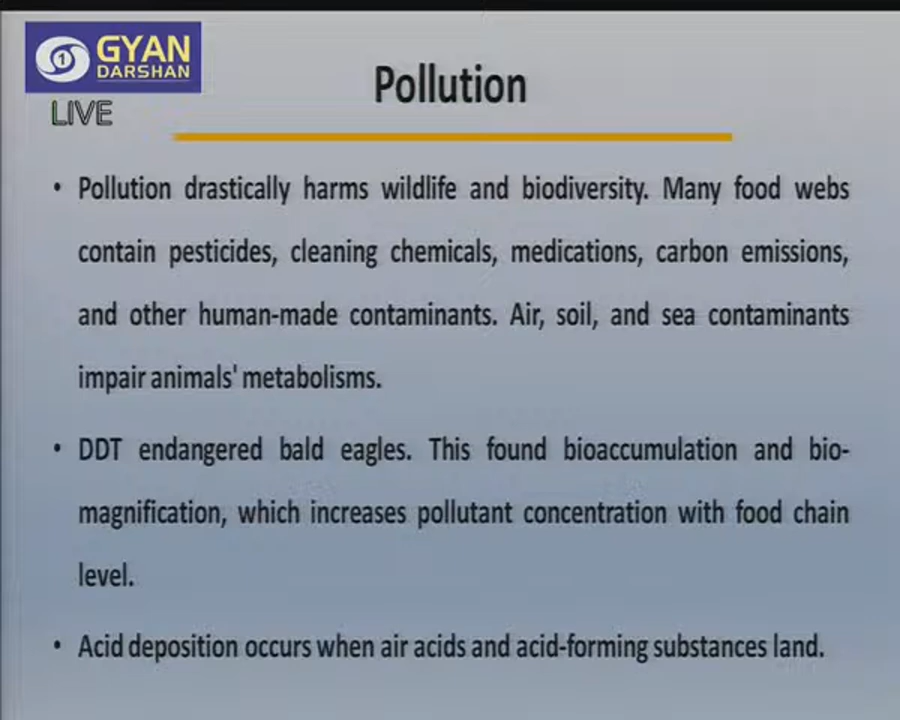 GYAN
DARSHAN
LIVE
Pollution
• Pollution drastically harms wildlife and biodiversity. Many food webs
contain pesticides, cleaning chemicals, medications, carbon emissions,
and other human-made contaminants. Air, soil, and sea contaminants
impair animals' metabolisms.
• DDT endangered bald eagles. This found bioaccumulation and bio-
magnification, which increases pollutant concentration with food chain
level.
• Acid deposition occurs when air acids and acid-forming substances land.